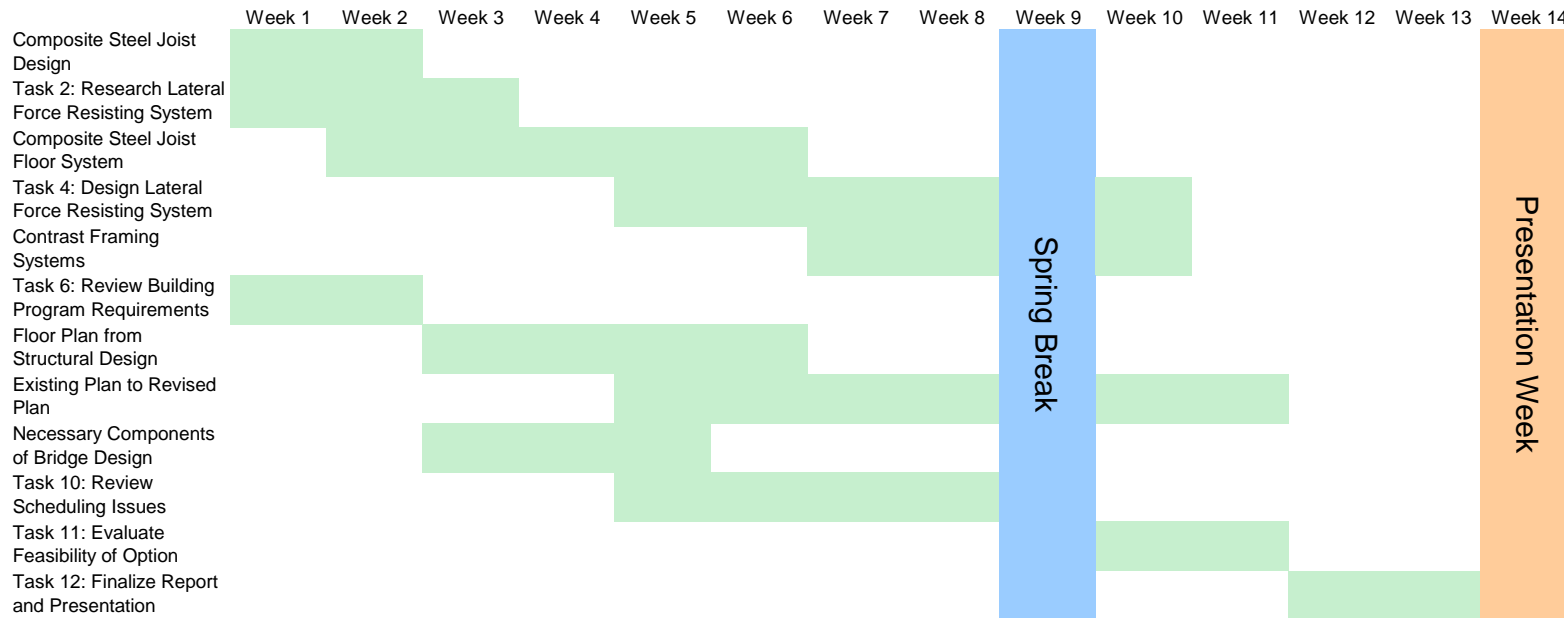 Week 1 Week 2 Week 3 Week 4 Week 5 Week 6 Week 7 Week 8 Week 9 Week 10 Week 11 Week 12 Week 13 Week 14
Composite Steel Joist
Design
Task 2: Research Lateral
Force Resisting System
Composite Steel Joist
Floor System
Task 4: Design Lateral
Force Resisting System
Contrast Framing
Systems
Task 6: Review Building
Program Requirements
Floor Plan from
Structural Design
Existing Plan to Revised
Plan
Necessary Components
of Bridge Design
Task 10: Review
Scheduling Issues
Task 11: Evaluate
Feasibility of Option
Task 12: Finalize Report
and Presentation
Spring Break
Presentation Week